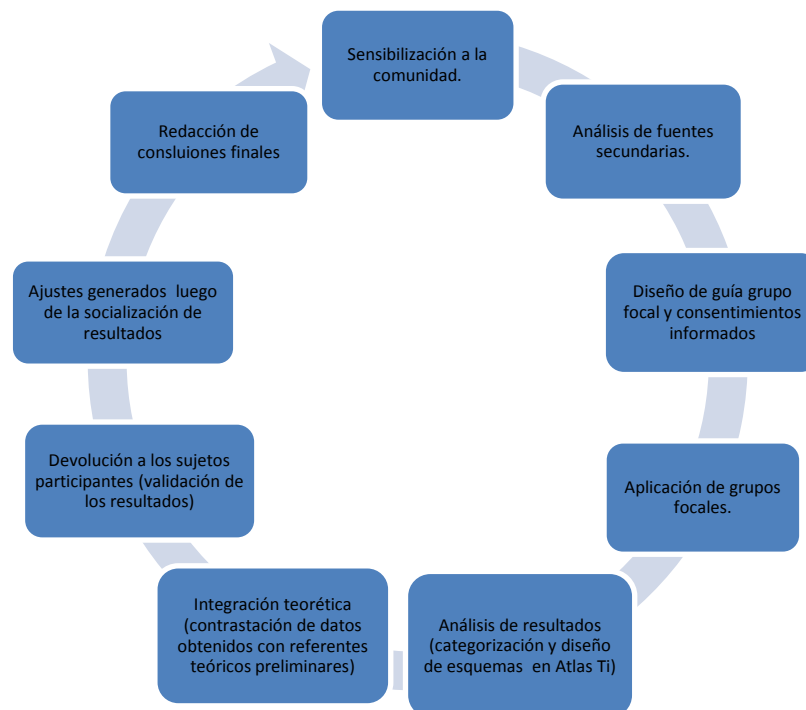 Sensibilización a la
comunidad.
Análisis de fuentes
secundarias.
Diseño de guía grupo
focal y consentimientos
informados
Aplicación de grupos
focales.
Análisis de resultados
(categorización y diseño
de esquemas en Atlas Ti)
Integración teorética
(contrastación de datos
obtenidos con referentes
teóricos preliminares)
Devolución a los sujetos
participantes (validación de
los resultados)
Ajustes generados luego
de la socialización de
resultados
Redacción de
consluiones finales